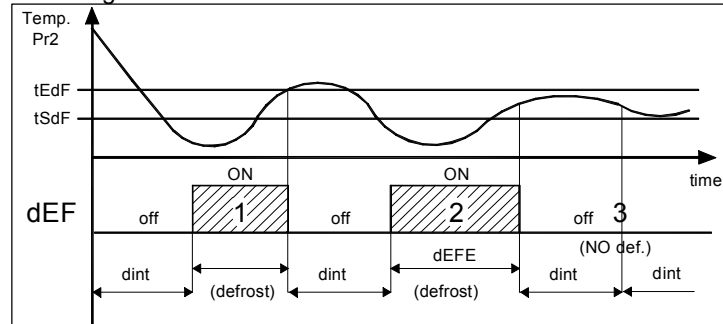 Temp.
Pr2
tEdF
tSdF
time
ON ON
dEF off 1 off 2 off 3
(NO def.)
dEFE
dint dint dint dint
(defrost) (defrost)